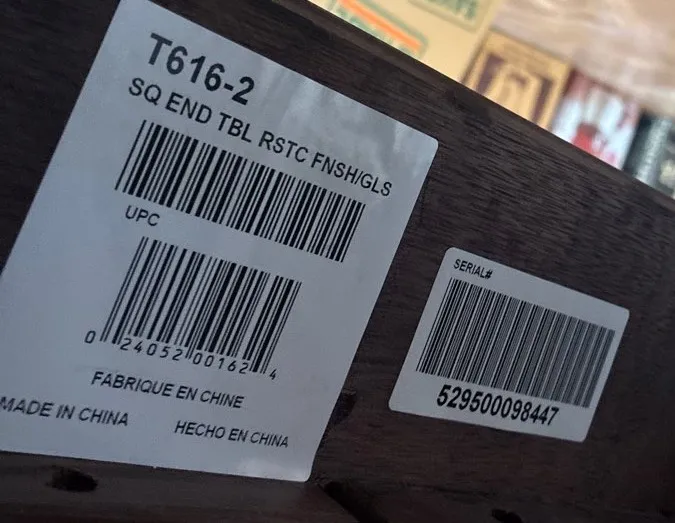 T616-2
SQ END TBL RSTC FNSH/GLS
UPC
0 24052 00162 4
FABRIQUE EN CHINE
MADE IN CHINA
HECHO EN CHINA
SERIAL#
529500098447